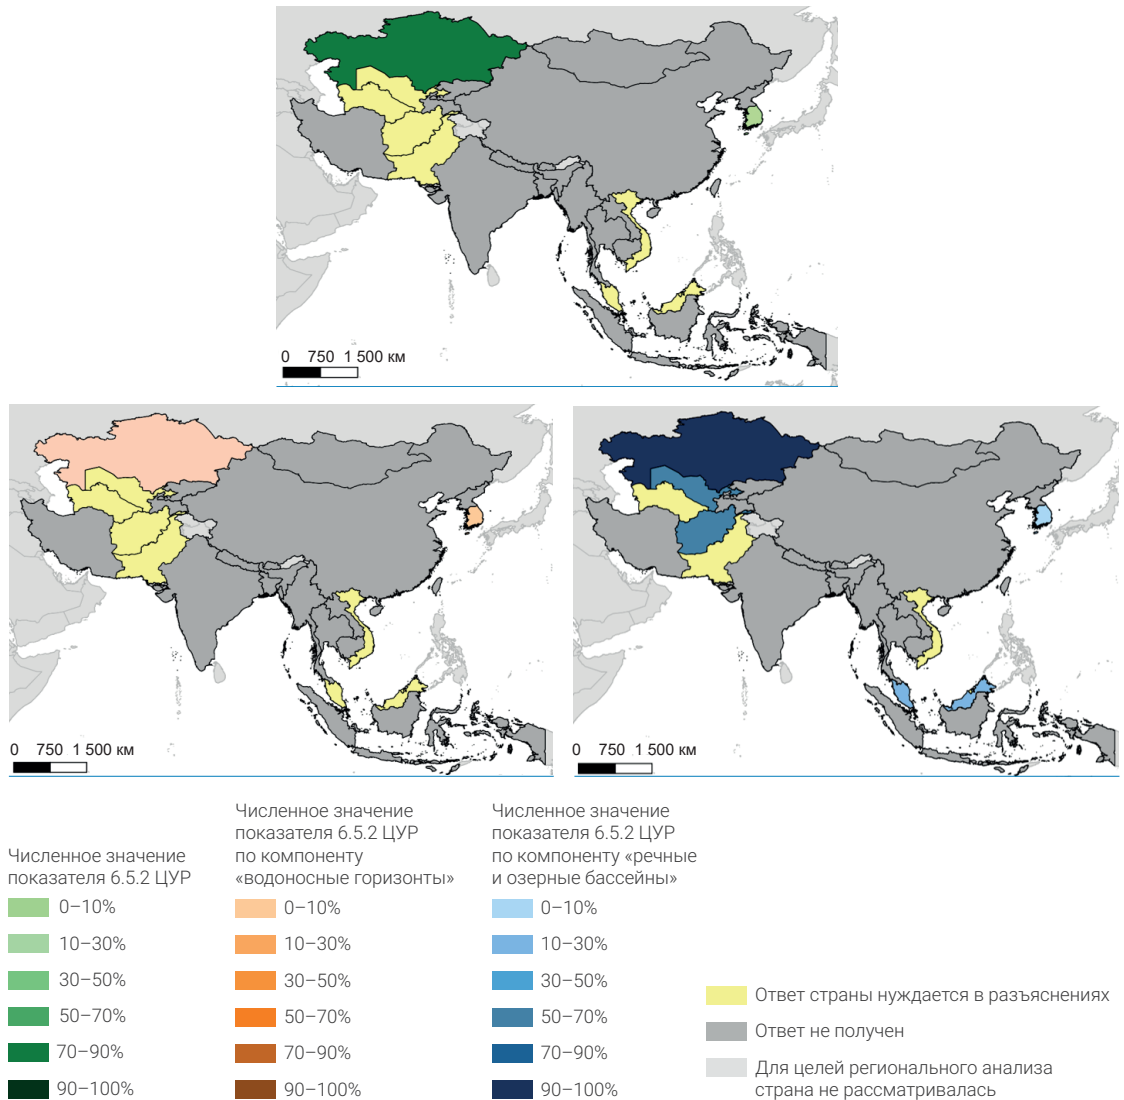 0 750 1 500 км
0 750 1 500 км
0 750 1 500 км
Численное значение
показателя 6.5.2 ЦУР
0–10%
10–30%
30–50%
50–70%
70–90%
90–100%
Численное значение
показателя 6.5.2 ЦУР
по компоненту
«водоносные горизонты»
0–10%
10–30%
30–50%
50–70%
70–90%
90–100%
Численное значение
показателя 6.5.2 ЦУР
по компоненту «речные
и озерные бассейны»
0–10%
10–30%
30–50%
50–70%
70–90%
90–100%
Ответ страны нуждается в разъяснениях
Ответ не получен
Для целей регионального анализа
страна не рассматривалась